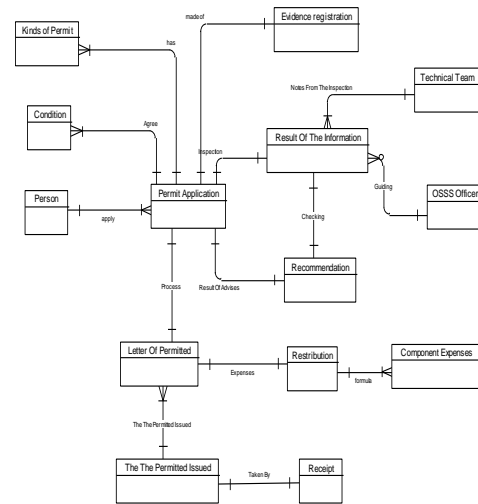 made of
Evidence registration
Kinds of Permit
has
Technical Team
Notes From The Inspection
Condition
Result Of The Information
Agree
Inspection
Permit Application
Guiding
Person
OSSS Officer
apply
Checking
Recommendation
Process
Result Of Advises
Letter Of Permitted
Restribution
Component Expenses
Expenses
formula
The The Permitted Issued
The The Permitted Issued
Taken By
Receipt